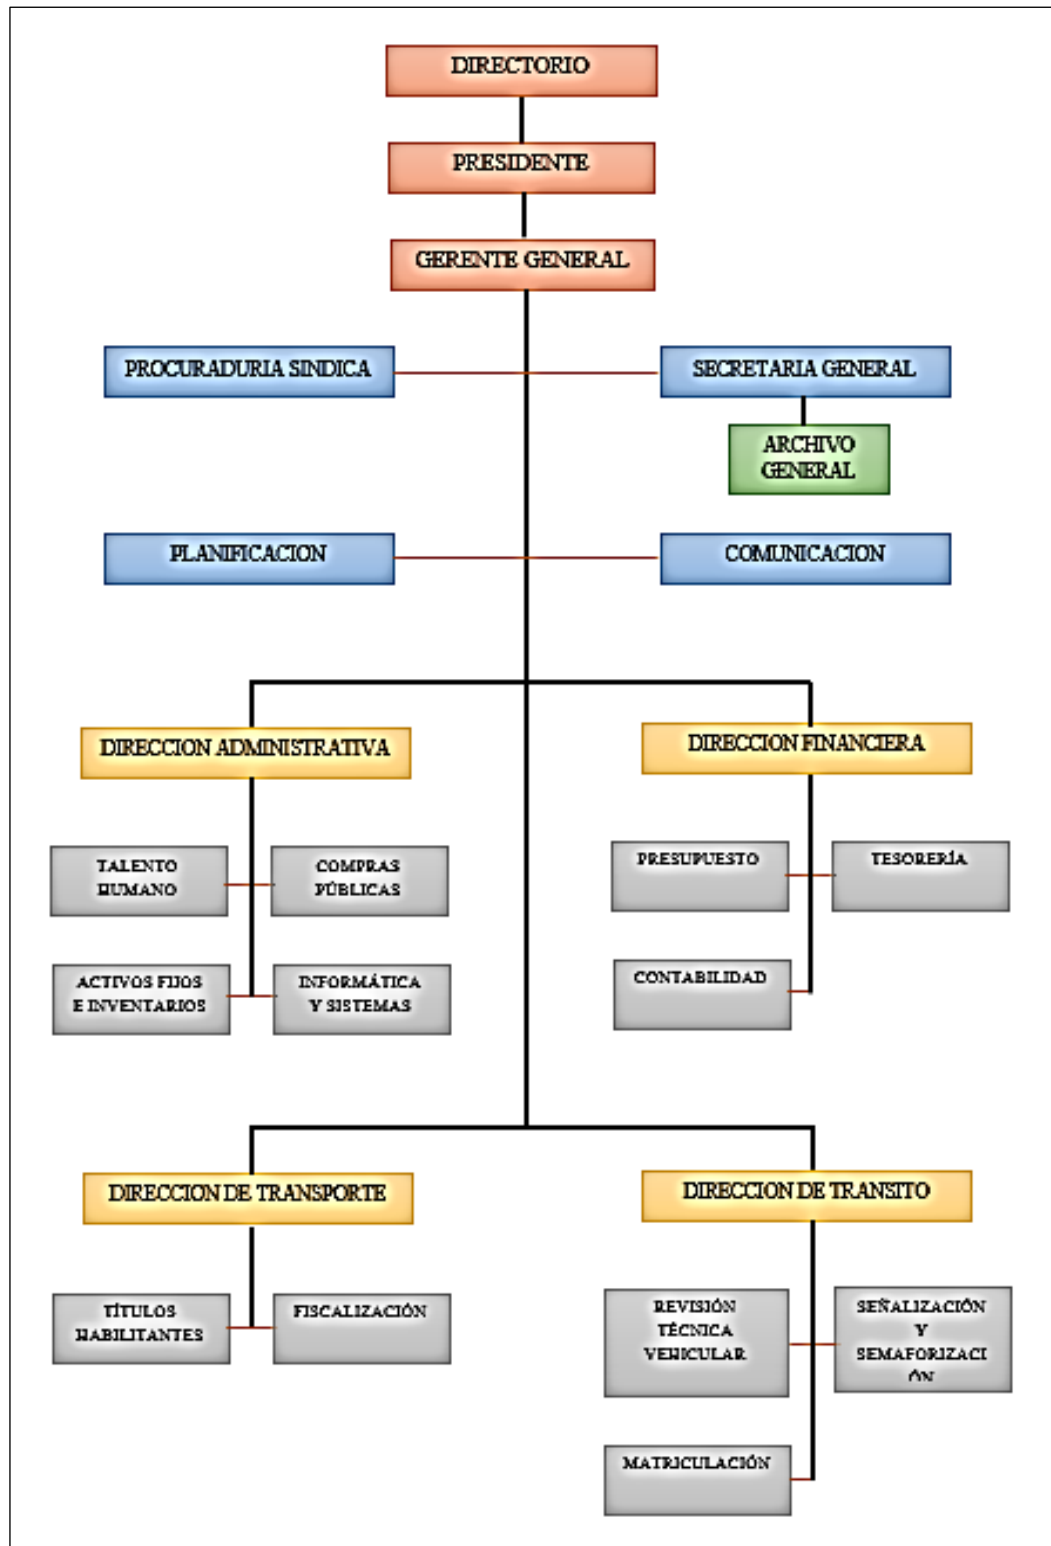 DIRECTORIO
PRESIDENTE
GERENTE GENERAL
PROCURADURIA SINDICA
SECRETARIA GENERAL
ARCHIVO
GENERAL
PLANIFICACION
COMUNICACION
DIRECCION ADMINISTRATIVA
DIRECCION FINANCIERA
TALENTO
HUMANO
COMPRAS
PÚBLICAS
PRESUPUESTO
TESORERÍA
ACTIVOS FIJOS
E INVENTARIOS
INFORMÁTICA
Y SISTEMAS
CONTABILIDAD
DIRECCION DE TRANSPORTE
DIRECCION DE TRANSITO
TÍTULOS
HABILITANTES
FISCALIZACIÓN
REVISIÓN
TÉCNICA
VEHICULAR
SEÑALIZACIÓN
Y
SEMAFORIZACI
ÓN
MATRICULACIÓN